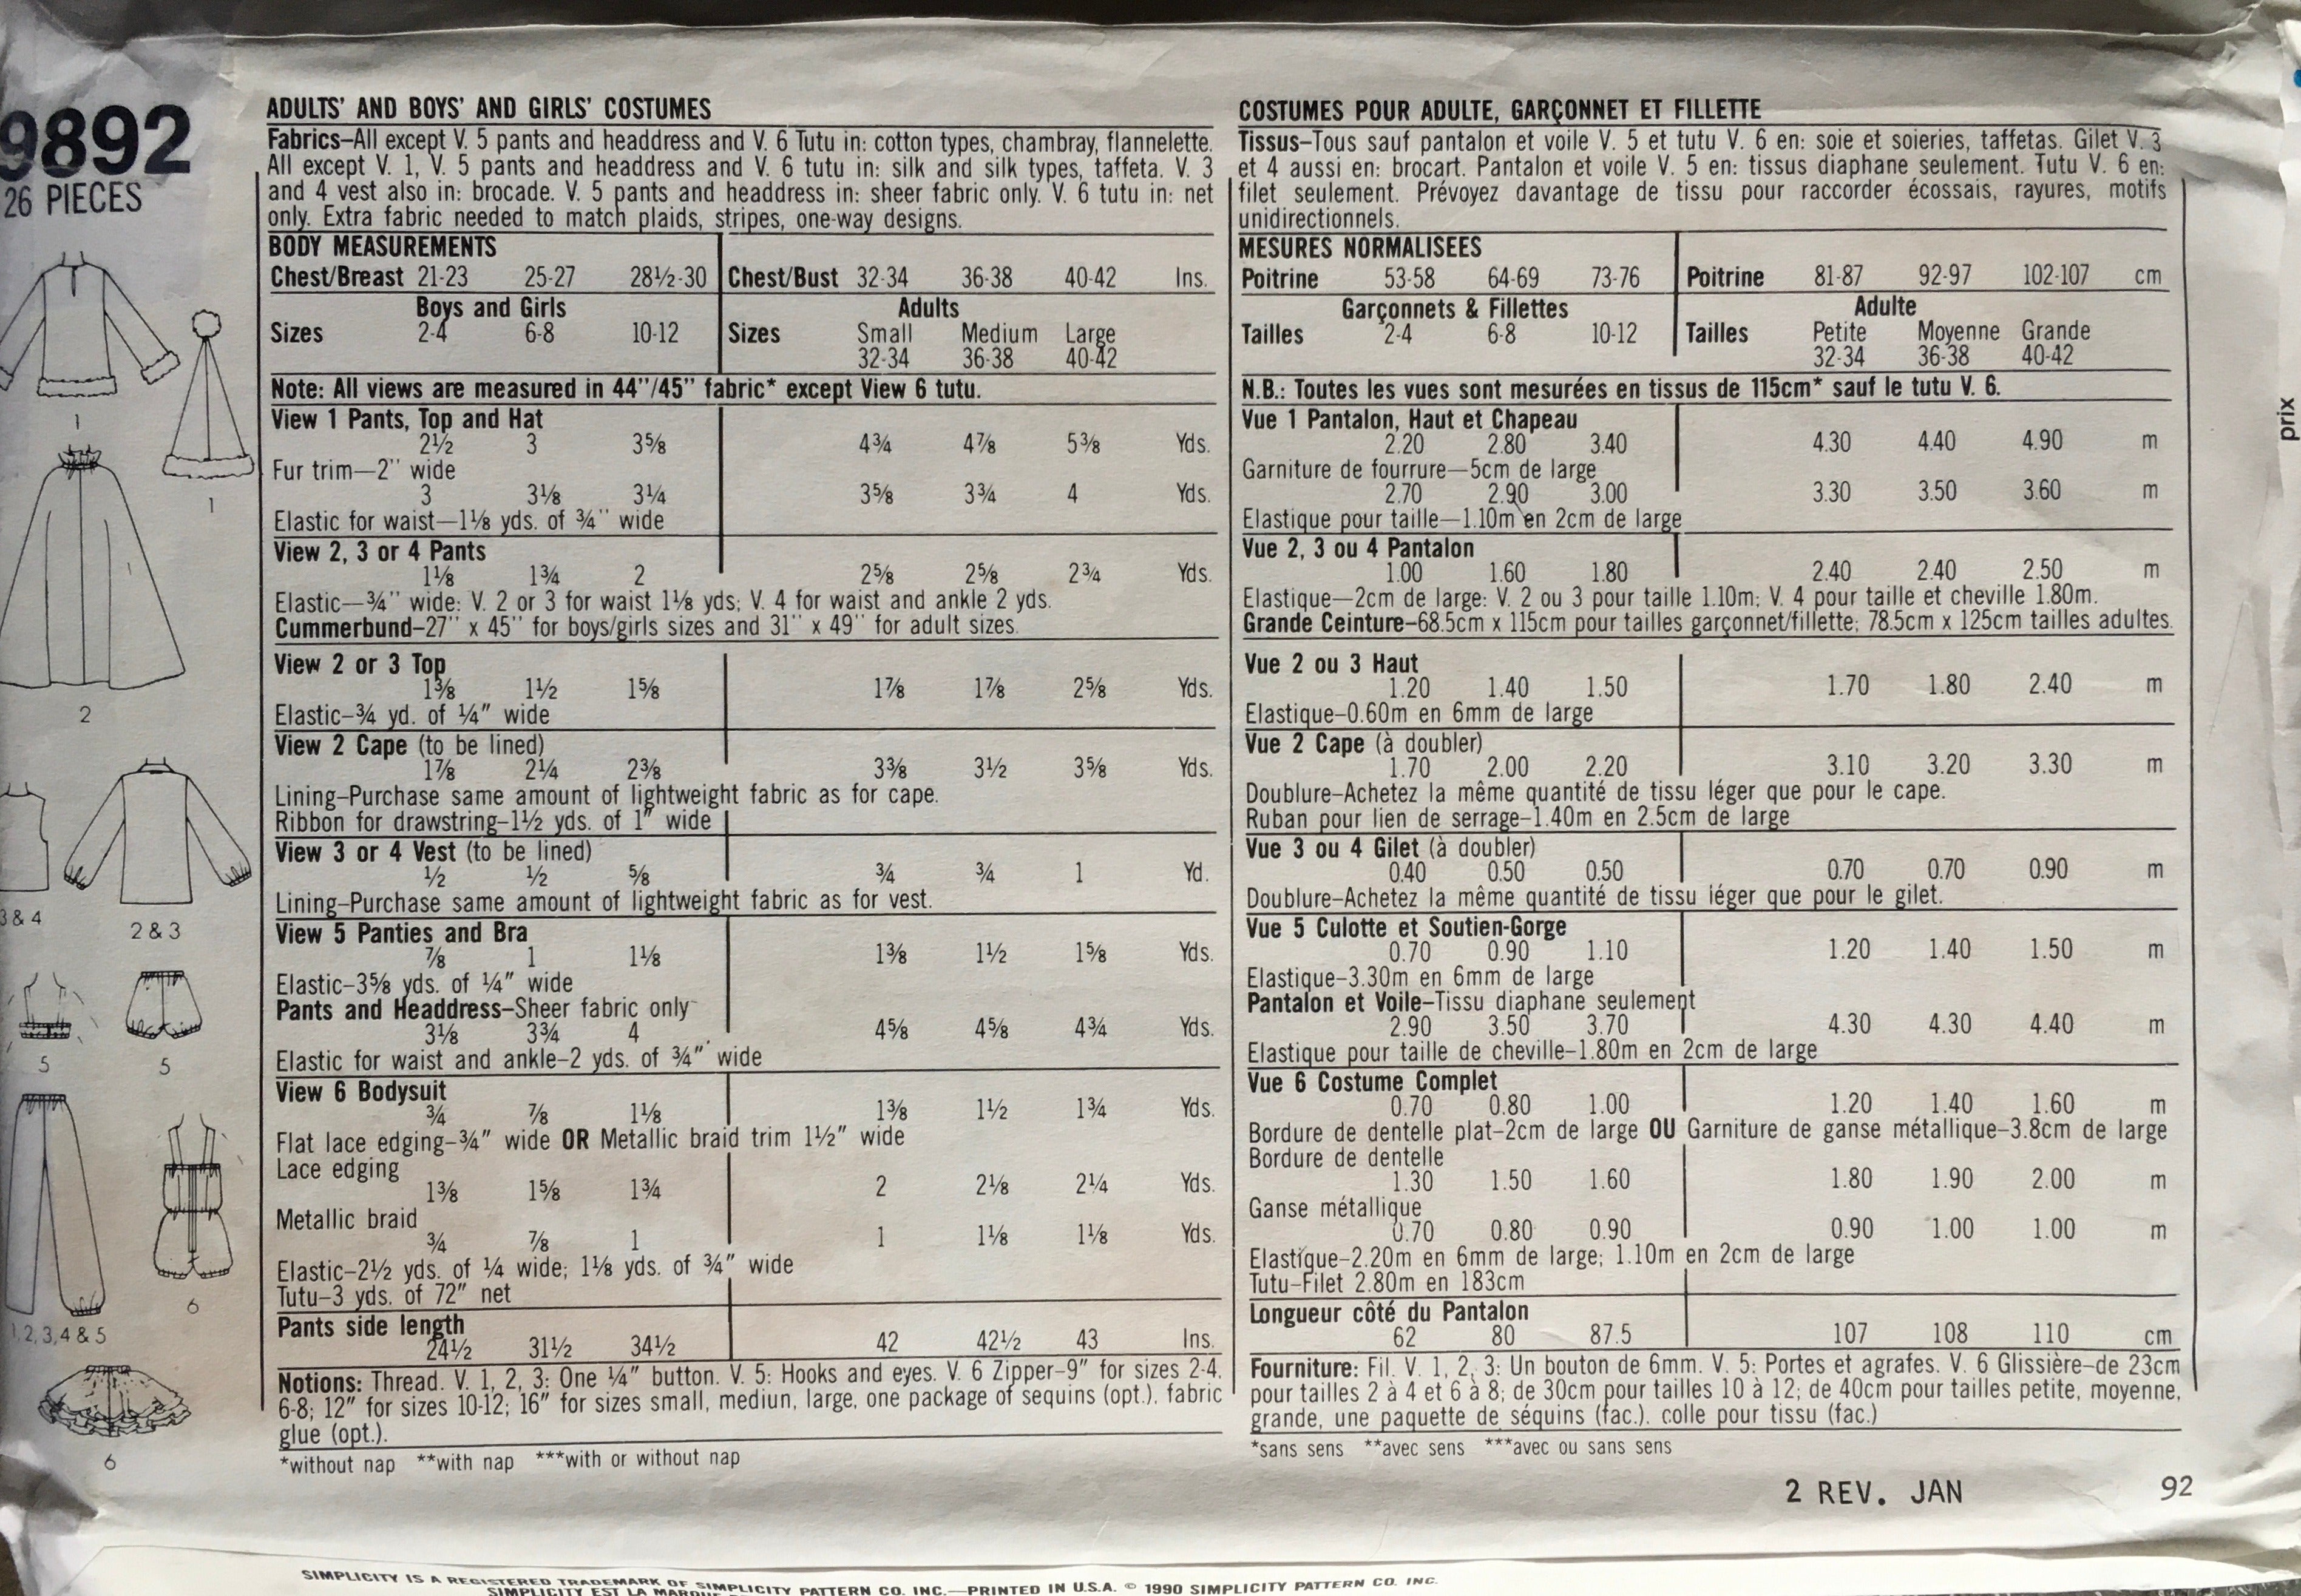 9892
26 PIECES
1
1
2
3 & 4
2 & 3
5
5
1,2,3,4 & 5
6
6
ADULTS' AND BOYS' AND GIRLS' COSTUMES
Fabrics–All except V. 5 pants and headdress and V. 6 Tutu in: cotton types, chambray, flannelette.
All except V. 1, V. 5 pants and headdress and V. 6 tutu in: silk and silk types, taffeta. V. 3
and 4 vest also in: brocade. V. 5 pants and headdress in: sheer fabric only. V. 6 tutu in: net
only. Extra fabric needed to match plaids, stripes, one-way designs.
BODY MEASUREMENTS
Chest/Breast 21-23 25-27 28½-30 Chest/Bust 32-34 36-38 40-42 Ins.
Boys and Girls Adults
Sizes 2-4 6-8 10-12 Sizes Small Medium Large
32-34 36-38 40-42
Note: All views are measured in 44''/45'' fabric* except View 6 tutu.
View 1 Pants, Top and Hat
2½ 3 3⅝ 4¾ 4⅞ 5⅜ Yds.
Fur trim—2'' wide
3 3⅛ 3¼ 3⅝ 3¾ 4 Yds.
Elastic for waist—1⅛ yds. of ¾'' wide
View 2, 3 or 4 Pants
1⅛ 1¾ 2 2⅝ 2⅝ 2¾ Yds.
Elastic—¾'' wide: V. 2 or 3 for waist 1⅛ yds; V. 4 for waist and ankle 2 yds.
Cummerbund–27'' x 45'' for boys/girls sizes and 31'' x 49'' for adult sizes.
View 2 or 3 Top
1⅜ 1½ 1⅝ 1⅞ 1⅞ 2⅝ Yds.
Elastic–¾ yd. of ¼" wide
View 2 Cape (to be lined)
1⅞ 2¼ 2⅜ 3⅜ 3½ 3⅝ Yds.
Lining–Purchase same amount of lightweight fabric as for cape.
Ribbon for drawstring–1½ yds. of 1" wide
View 3 or 4 Vest (to be lined)
½ ½ ⅝ ¾ ¾ 1 Yd.
Lining–Purchase same amount of lightweight fabric as for vest.
View 5 Panties and Bra
⅞ 1 1⅛ 1⅜ 1½ 1⅝ Yds.
Elastic–3⅝ yds. of ¼" wide
Pants and Headdress–Sheer fabric only
3⅛ 3¾ 4 4⅝ 4⅝ 4¾ Yds.
Elastic for waist and ankle–2 yds. of ¾" wide
View 6 Bodysuit
¾ ⅞ 1⅛ 1⅜ 1½ 1¾ Yds.
Flat lace edging–¾" wide OR Metallic braid trim 1½" wide
Lace edging
1⅜ 1⅝ 1¾ 2 2⅛ 2¼ Yds.
Metallic braid
¾ ⅞ 1 1 1⅛ 1⅛ Yds.
Elastic–2½ yds. of ¼ wide; 1⅛ yds. of ¾" wide
Tutu–3 yds. of 72" net
Pants side length
24½ 31½ 34½ 42 42½ 43 Ins.
Notions: Thread. V. 1, 2, 3: One ¼" button. V. 5: Hooks and eyes. V. 6 Zipper–9" for sizes 2-4,
6-8; 12" for sizes 10-12; 16" for sizes small, mediun, large, one package of sequins (opt.). fabric
glue (opt.).
*without nap **with nap ***with or without nap
COSTUMES POUR ADULTE, GARÇONNET ET FILLETTE
Tissus–Tous sauf pantalon et voile V. 5 et tutu V. 6 en: soie et soieries, taffetas. Gilet V. 3
et 4 aussi en: brocart. Pantalon et voile V. 5 en: tissus diaphane seulement. Tutu V. 6 en:
filet seulement. Prévoyez davantage de tissu pour raccorder écossais, rayures, motifs
unidirectionnels.
MESURES NORMALISEES
Poitrine 53-58 64-69 73-76 Poitrine 81-87 92-97 102-107 cm
Garçonnets & Fillettes Adulte
Tailles 2-4 6-8 10-12 Tailles Petite Moyenne Grande
32-34 36-38 40-42
N.B.: Toutes les vues sont mesurées en tissus de 115cm* sauf le tutu V. 6.
Vue 1 Pantalon, Haut et Chapeau
2.20 2.80 3.40 4.30 4.40 4.90 m
Garniture de fourrure—5cm de large
2.70 2.90 3.00 3.30 3.50 3.60 m
Elastique pour taille—1.10m en 2cm de large
Vue 2, 3 ou 4 Pantalon
1.00 1.60 1.80 2.40 2.40 2.50 m
Elastique—2cm de large: V. 2 ou 3 pour taille 1.10m; V. 4 pour taille et cheville 1.80m.
Grande Ceinture–68.5cm x 115cm pour tailles garçonnet/fillette; 78.5cm x 125cm tailles adultes.
Vue 2 ou 3 Haut
1.20 1.40 1.50 1.70 1.80 2.40 m
Elastique–0.60m en 6mm de large
Vue 2 Cape (à doubler)
1.70 2.00 2.20 3.10 3.20 3.30 m
Doublure–Achetez la même quantité de tissu léger que pour le cape.
Ruban pour lien de serrage–1.40m en 2.5cm de large
Vue 3 ou 4 Gilet (à doubler)
0.40 0.50 0.50 0.70 0.70 0.90 m
Doublure–Achetez la même quantité de tissu léger que pour le gilet.
Vue 5 Culotte et Soutien-Gorge
0.70 0.90 1.10 1.20 1.40 1.50 m
Elastique–3.30m en 6mm de large
Pantalon et Voile–Tissu diaphane seulement
2.90 3.50 3.70 4.30 4.30 4.40 m
Elastique pour taille de cheville–1.80m en 2cm de large
Vue 6 Costume Complet
0.70 0.80 1.00 1.20 1.40 1.60 m
Bordure de dentelle plat–2cm de large OU Garniture de ganse métallique–3.8cm de large
Bordure de dentelle
1.30 1.50 1.60 1.80 1.90 2.00 m
Ganse métallique
0.70 0.80 0.90 0.90 1.00 1.00 m
Elastique–2.20m en 6mm de large; 1.10m en 2cm de large
Tutu–Filet 2.80m en 183cm
Longueur côté du Pantalon
62 80 87.5 107 108 110 cm
Fourniture: Fil. V. 1, 2, 3: Un bouton de 6mm. V. 5: Portes et agrafes. V. 6 Glissière–de 23cm
pour tailles 2 à 4 et 6 à 8; de 30cm pour tailles 10 à 12; de 40cm pour tailles petite, moyenne,
grande, une paquette de séquins (fac.). colle pour tissu (fac.)
*sans sens **avec sens ***avec ou sans sens
2 REV. JAN 92
prix
SIMPLICITY IS A REGISTERED TRADEMARK OF SIMPLICITY PATTERN CO. INC.—PRINTED IN U.S.A. © 1990 SIMPLICITY PATTERN CO. INC.
SIMPLICITY EST LA